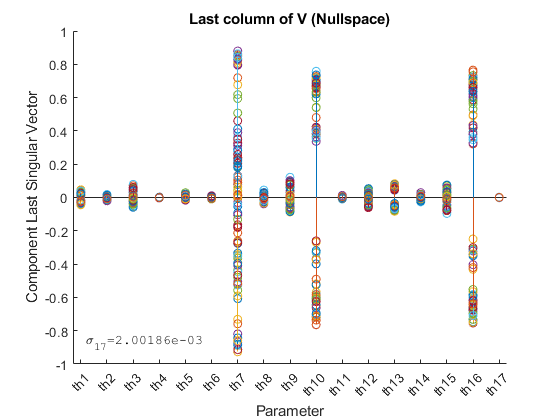 Last column of V (Nullspace)
Component Last Singular Vector
1
0.8
0.6
0.4
0.2
0
-0.2
-0.4
-0.6
-0.8
-1
σ17=2.00186e-03
th1 th2 th3 th4 th5 th6 th7 th8 th9 th10 th11 th12 th13 th14 th15 th16 th17
Parameter